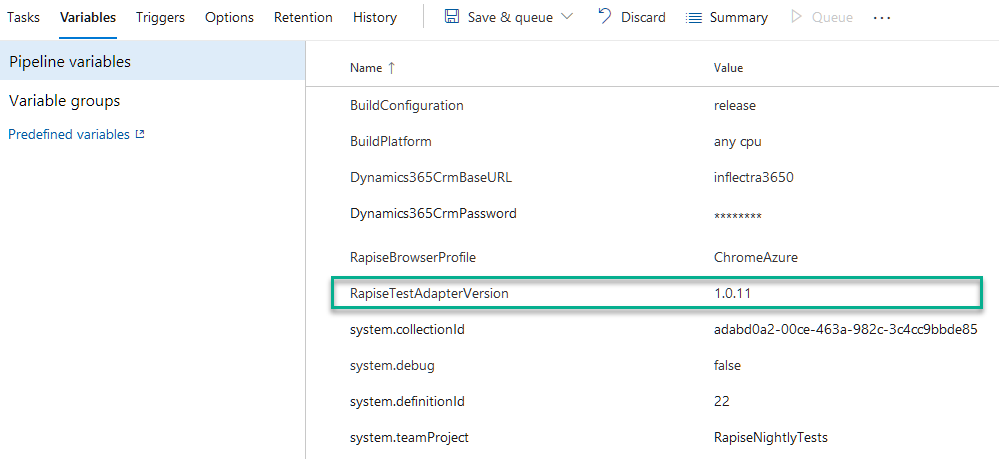 Tasks Variables Triggers Options Retention History Save & queue Discard Summary Queue ...
Pipeline variables
Variable groups
Predefined variables
Name ↑ Value
BuildConfiguration release
BuildPlatform any cpu
Dynamics365CrmBaseURL inflectra3650
Dynamics365CrmPassword ********
RapiseBrowserProfile ChromeAzure
RapiseTestAdapterVersion 1.0.11
system.collectionId adabd0a2-00ce-463a-982c-3c4cc9bbde85
system.debug false
system.definitionId 22
system.teamProject RapiseNightlyTests